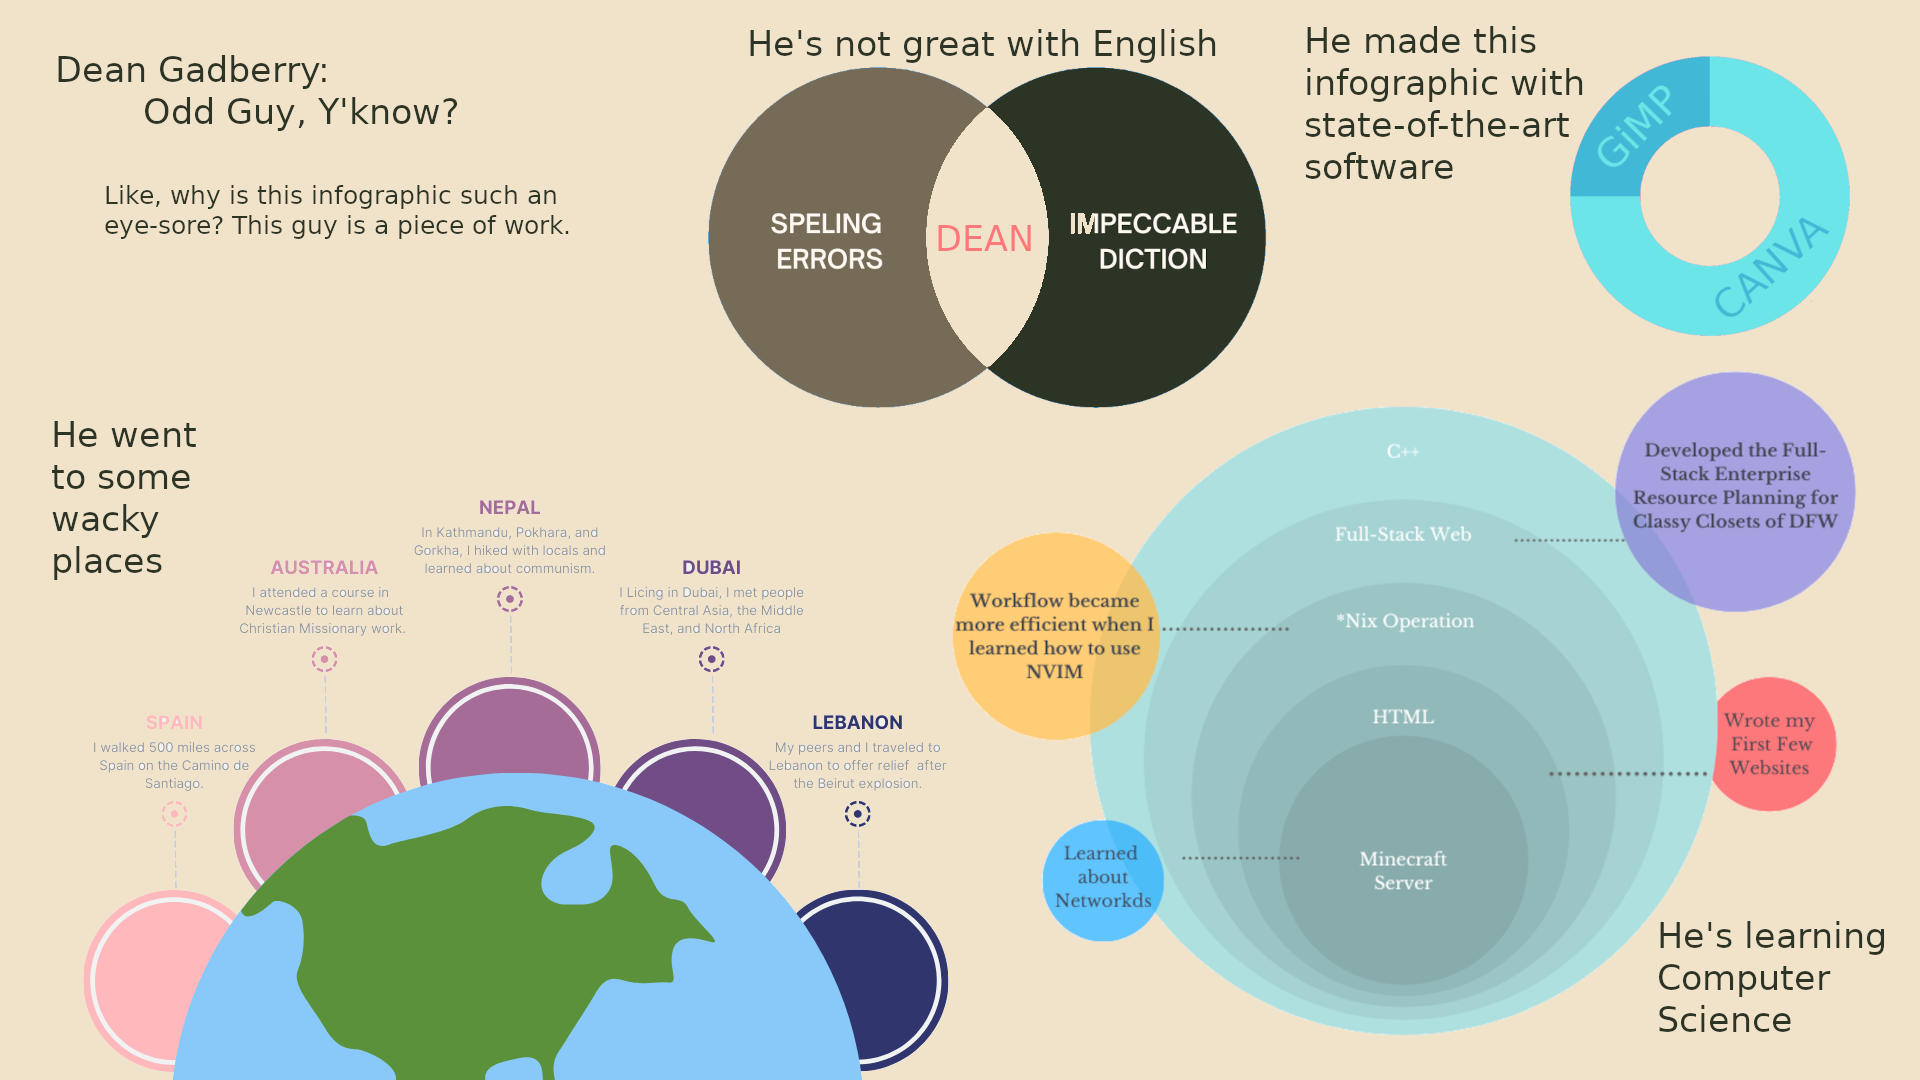 Dean Gadberry:
Odd Guy, Y'know?
Like, why is this infographic such an
eye-sore? This guy is a piece of work.
He's not great with English
SPELING
ERRORS
DEAN
IMPECCABLE
DICTION
He made this
infographic with
state-of-the-art
software
GiMP
CANVA
He went
to some
wacky
places
SPAIN
I walked 500 miles across
Spain on the Camino de
Santiago.
AUSTRALIA
I attended a course in
Newcastle to learn about
Christian Missionary work.
NEPAL
In Kathmandu, Pokhara, and
Gorkha, I hiked with locals and
learned about communism.
DUBAI
I Licing in Dubai, I met people
from Central Asia, the Middle
East, and North Africa
LEBANON
My peers and I traveled to
Lebanon to offer relief  after
the Beirut explosion.
C++
Full-Stack Web
*Nix Operation
HTML
Minecraft
Server
Developed the Full-
Stack Enterprise
Resource Planning for
Classy Closets of DFW
Workflow became
more efficient when I
learned how to use
NVIM
Wrote my
First Few
Websites
Learned
about
Networkds
He's learning
Computer
Science